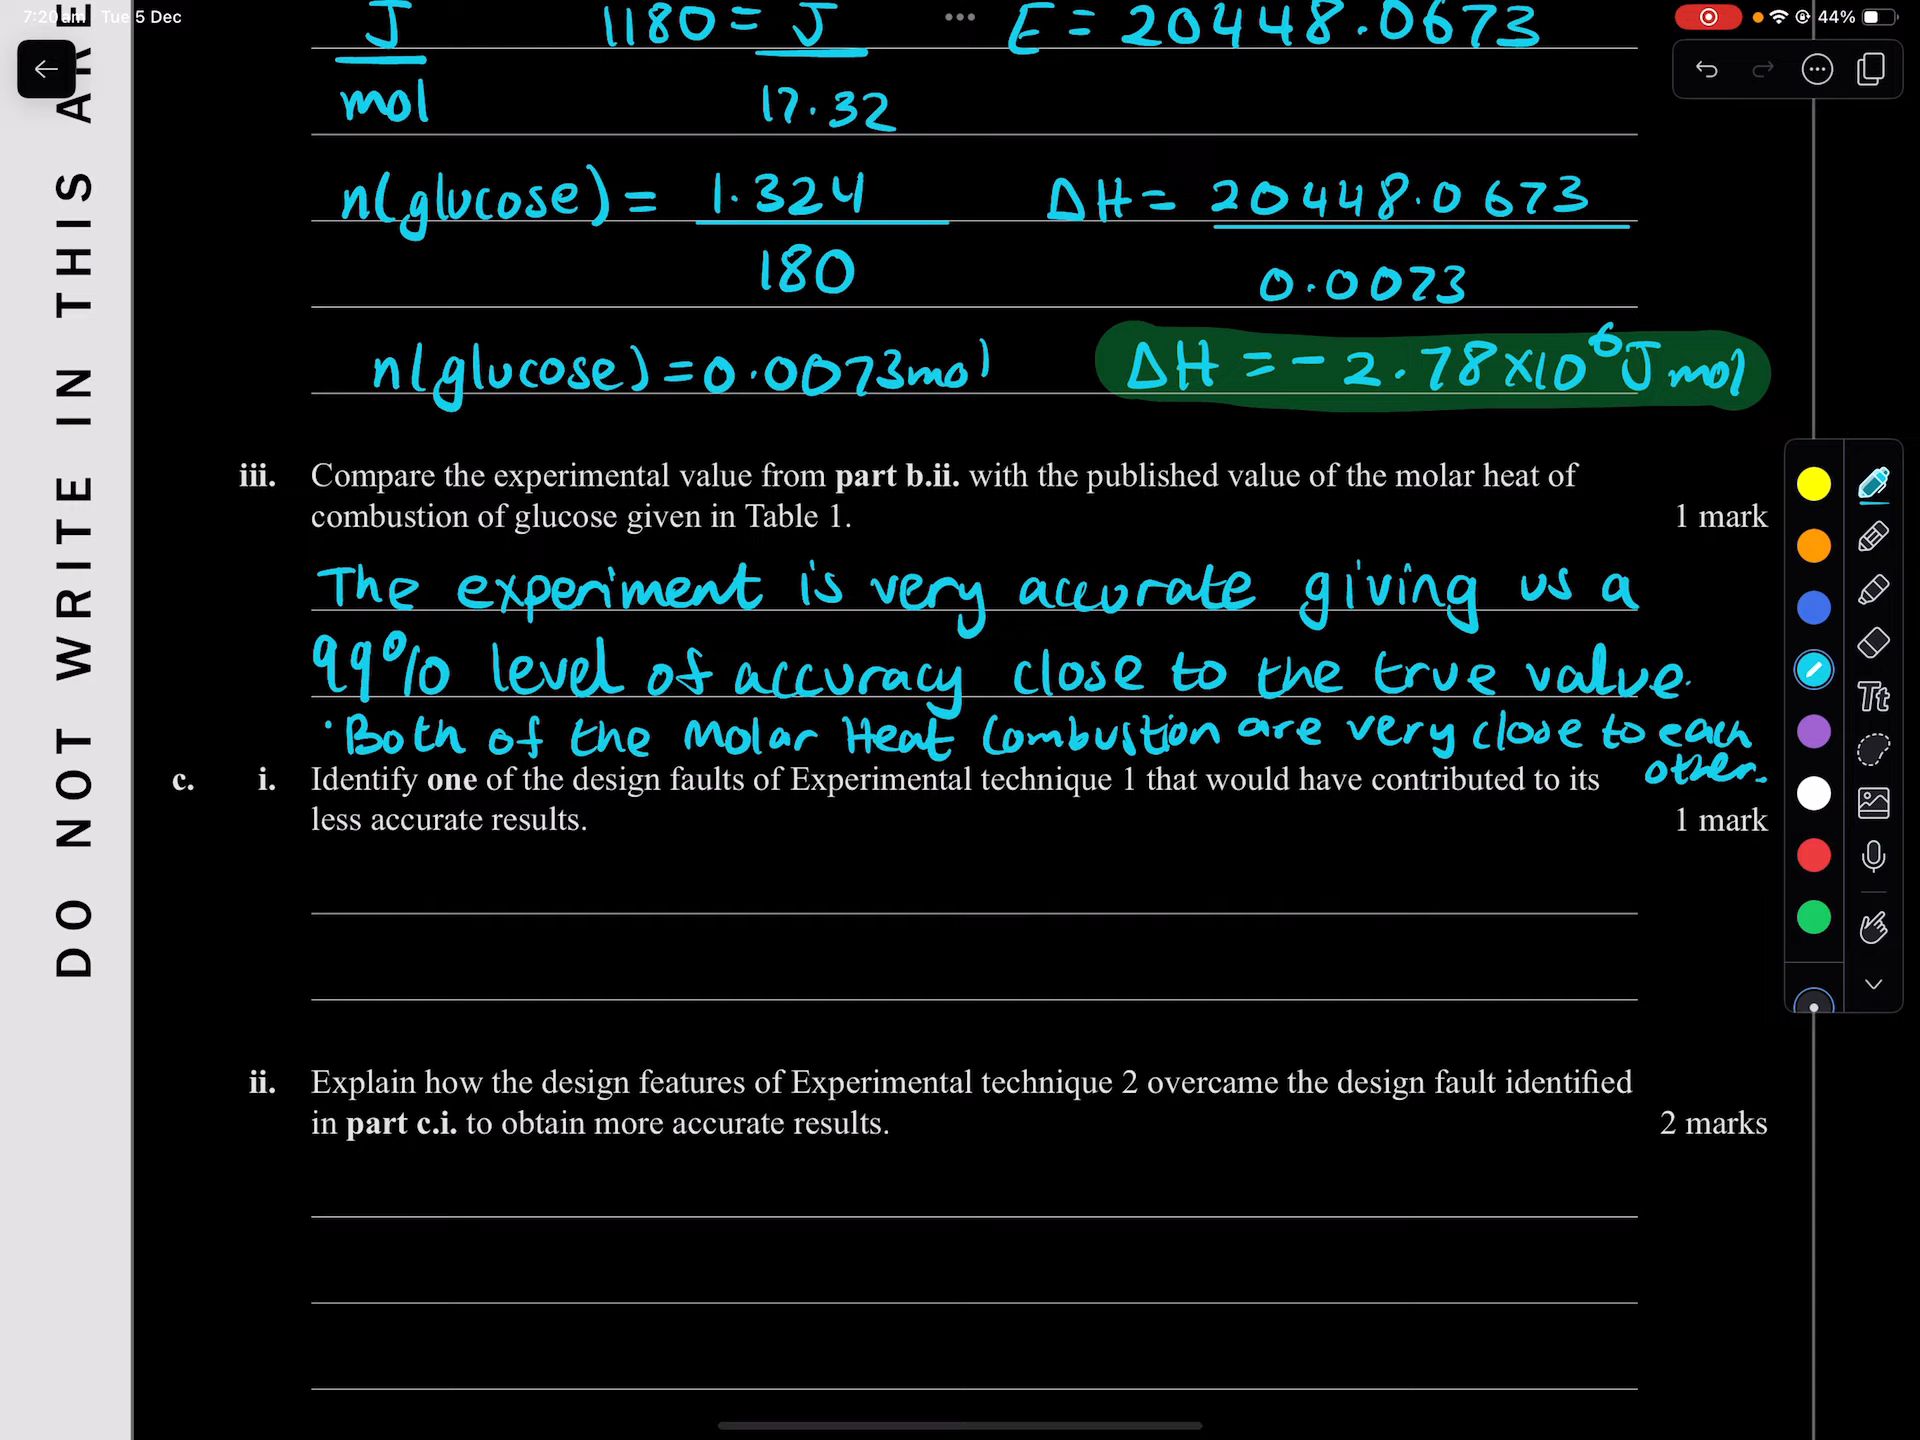 7:20 am Tue 5 Dec
44%
DO NOT WRITE IN THIS ARE
J 1180 = J E = 20448.0673
mol 17.32
n(glucose) = 1.324 ΔH = 20448.0673
180 0.0073
n(glucose) = 0.0073mol ΔH = - 2.78 x10⁶ J mol
iii. Compare the experimental value from part b.ii. with the published value of the molar heat of
combustion of glucose given in Table 1. 1 mark
The experiment is very accurate giving us a
99% level of accuracy close to the true value.
· Both of the Molar Heat Combustion are very close to each
other.
c. i. Identify one of the design faults of Experimental technique 1 that would have contributed to its
less accurate results. 1 mark
ii. Explain how the design features of Experimental technique 2 overcame the design fault identified
in part c.i. to obtain more accurate results. 2 marks
Tt